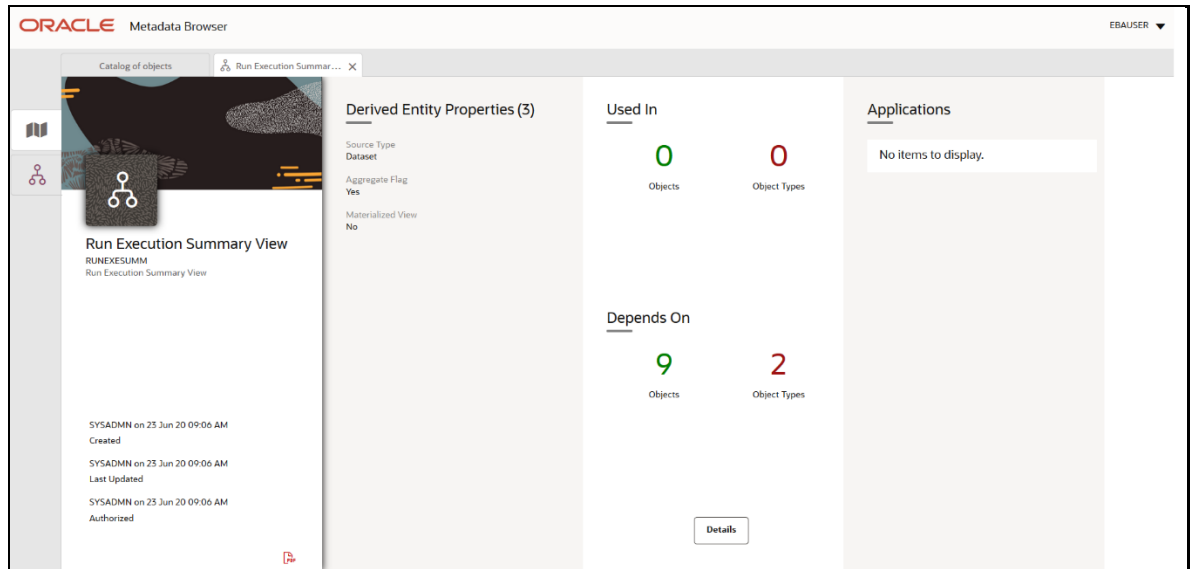 ORACLE Metadata Browser
EBAUSER
Catalog of objects
Run Execution Summar...
Run Execution Summary View
RUNEXESUMM
Run Execution Summary View
SYSADMN on 23 Jun 20 09:06 AM
Created
SYSADMN on 23 Jun 20 09:06 AM
Last Updated
SYSADMN on 23 Jun 20 09:06 AM
Authorized
PDF
Derived Entity Properties (3)
Source Type
Dataset
Aggregate Flag
Yes
Materialized View
No
Used In
0 0
Objects Object Types
Depends On
9 2
Objects Object Types
Details
Applications
No items to display.